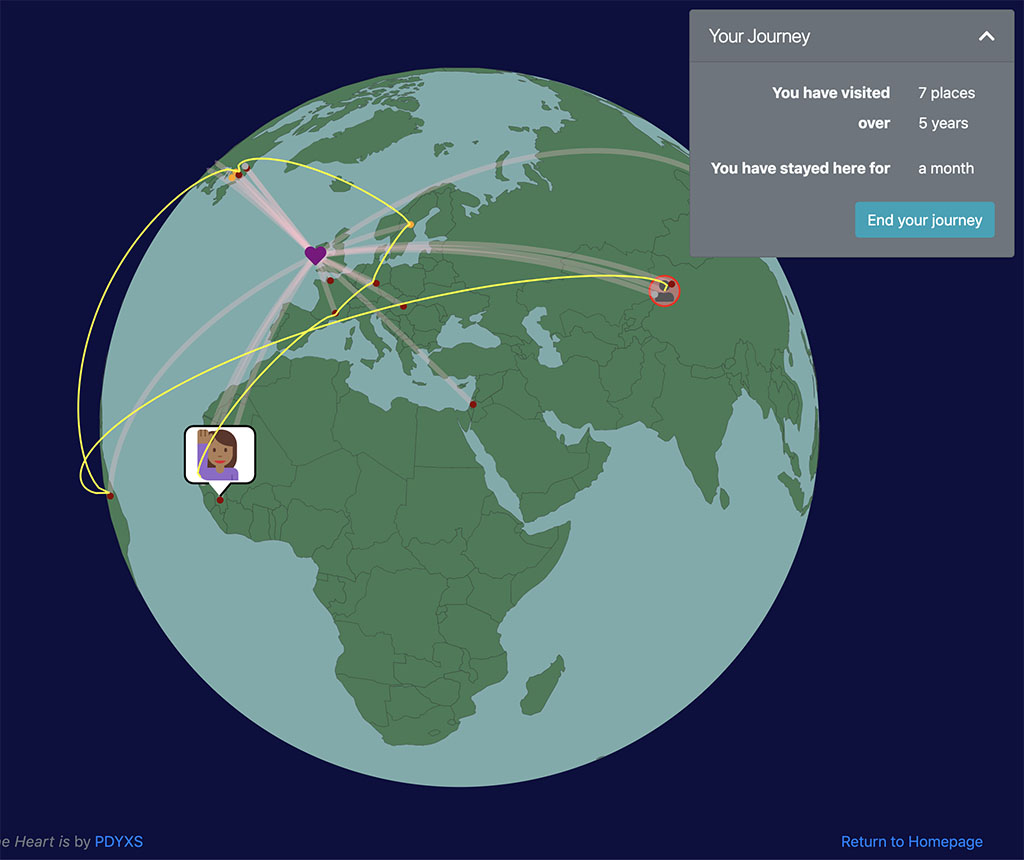 Your Journey
You have visited 7 places
over 5 years
You have stayed here for a month
End your journey
e Heart is by PDYXS
Return to Homepage